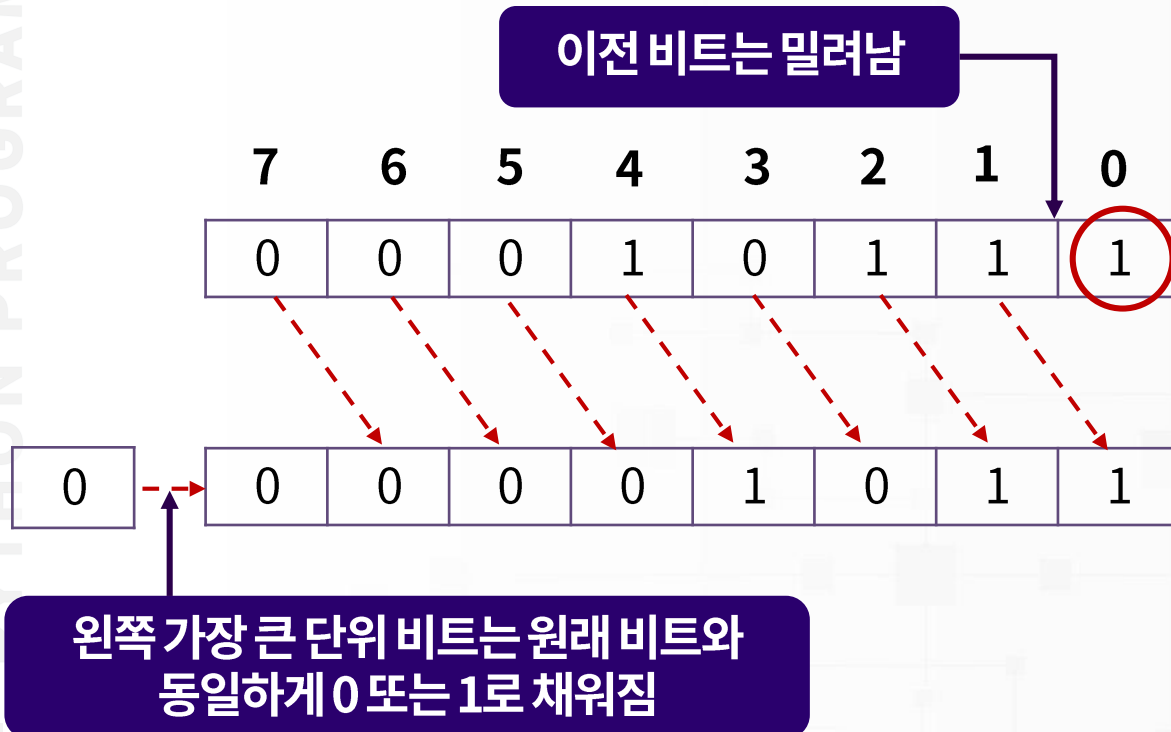 이전 비트는 밀려남
7 6 5 4 3 2 1 0
0 0 0 1 0 1 1 1
0 0 0 0 0 1 0 1 1
왼쪽 가장 큰 단위 비트는 원래 비트와
동일하게 0 또는 1로 채워짐